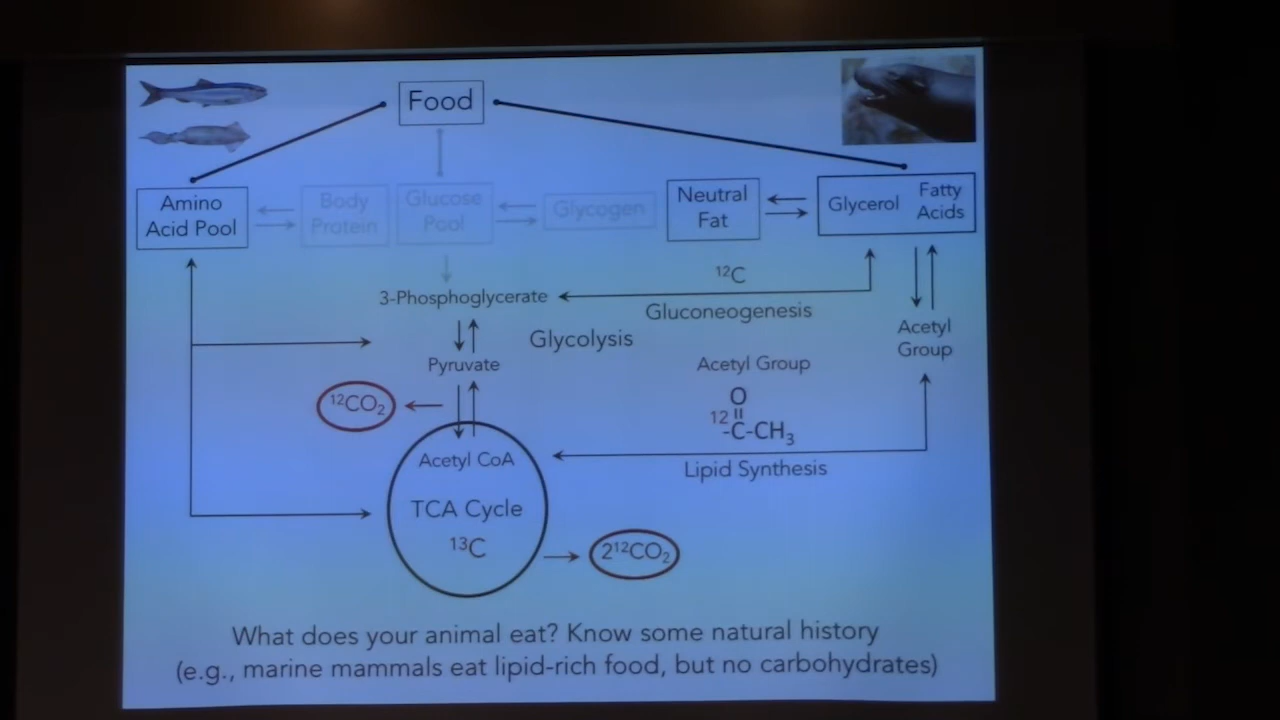 Food
Amino
Acid Pool
Body
Protein
Glucose
Pool
Glycogen
Neutral
Fat
Glycerol
Fatty
Acids
¹²C
3-Phosphoglycerate
Gluconeogenesis
Glycolysis
Acetyl
Group
Pyruvate
Acetyl Group
¹²CO₂
O
12
-C-CH₃
Acetyl CoA
Lipid Synthesis
TCA Cycle
¹³C
2¹²CO₂
What does your animal eat? Know some natural history
(e.g., marine mammals eat lipid-rich food, but no carbohydrates)